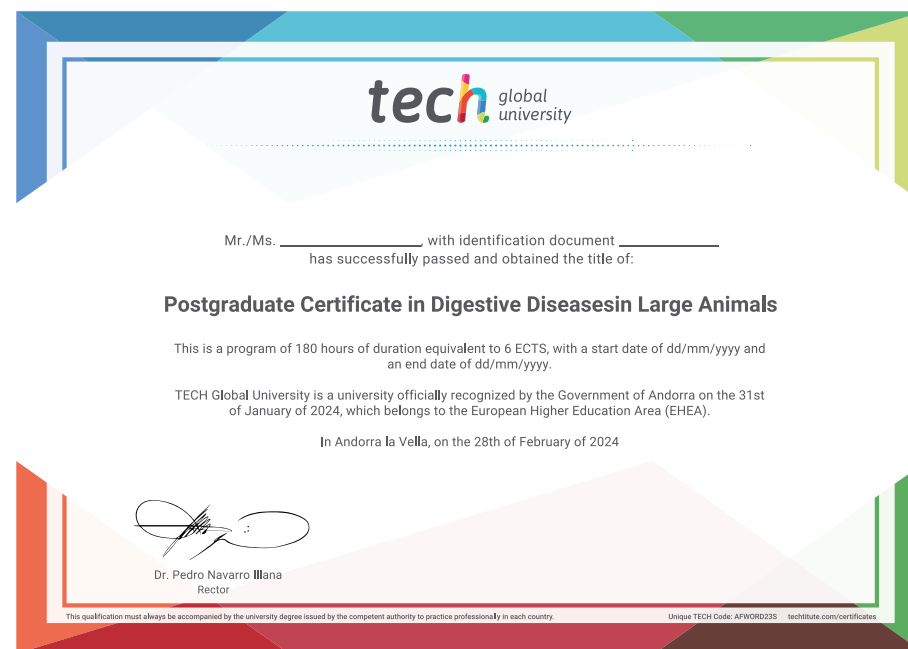 tech global
university
Mr./Ms. ____________, with identification document ____________
has successfully passed and obtained the title of:
Postgraduate Certificate in Digestive Diseasesin Large Animals
This is a program of 180 hours of duration equivalent to 6 ECTS, with a start date of dd/mm/yyyy and
an end date of dd/mm/yyyy.
TECH Global University is a university officially recognized by the Government of Andorra on the 31st
of January of 2024, which belongs to the European Higher Education Area (EHEA).
In Andorra la Vella, on the 28th of February of 2024
Dr. Pedro Navarro Illana
Rector
This qualification must always be accompanied by the university degree issued by the competent authority to practice professionally in each country. Unique TECH Code: AFWORD23S techtitute.com/certificates